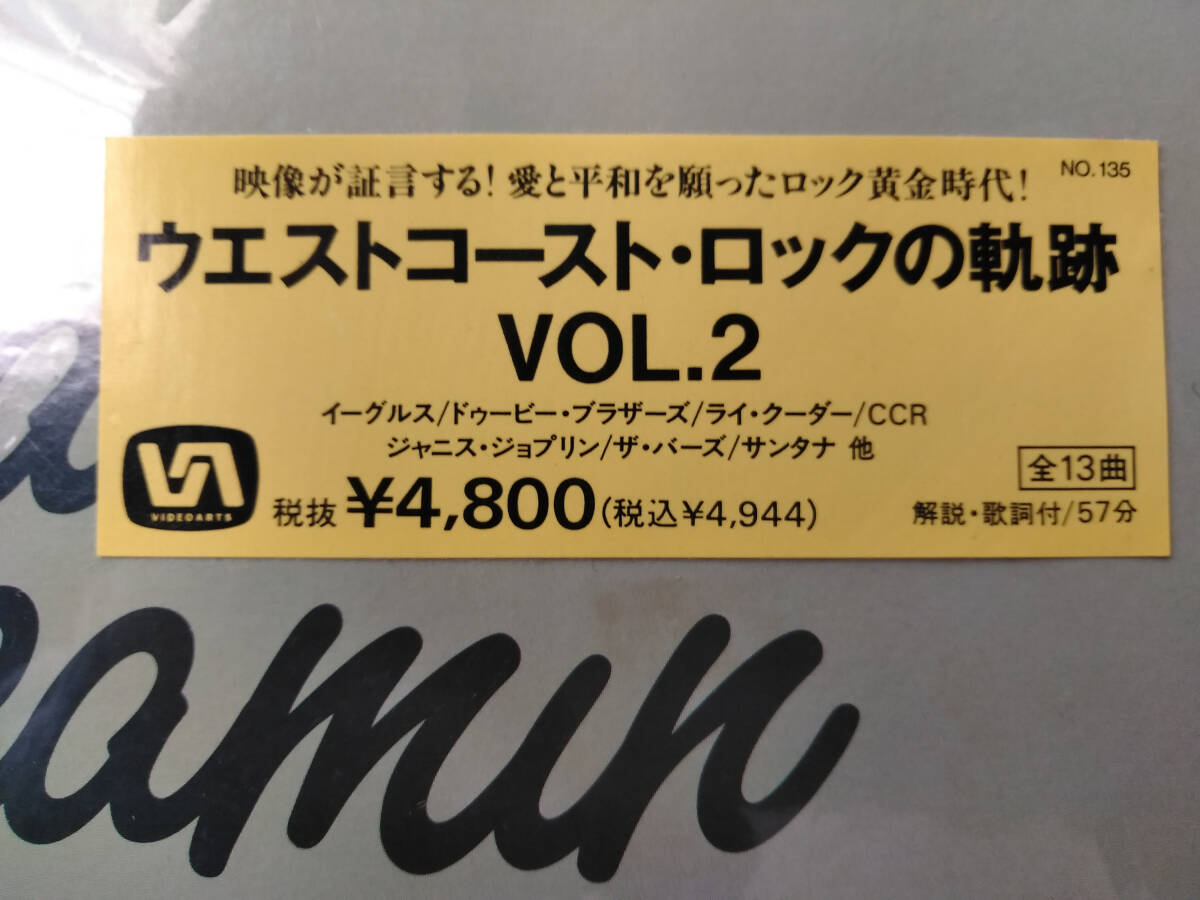 映像が証言する!愛と平和を願ったロック黄金時代!
NO.135
ウエストコースト・ロックの軌跡
VOL.2
イーグルス/ドゥービー・ブラザーズ/ライ・クーダー/CCR
ジャニス・ジョプリン/ザ・バーズ/サンタナ 他
全13曲
VIDEOARTS
税抜 ¥4,800(税込¥4,944)
解説・歌詞付/57分